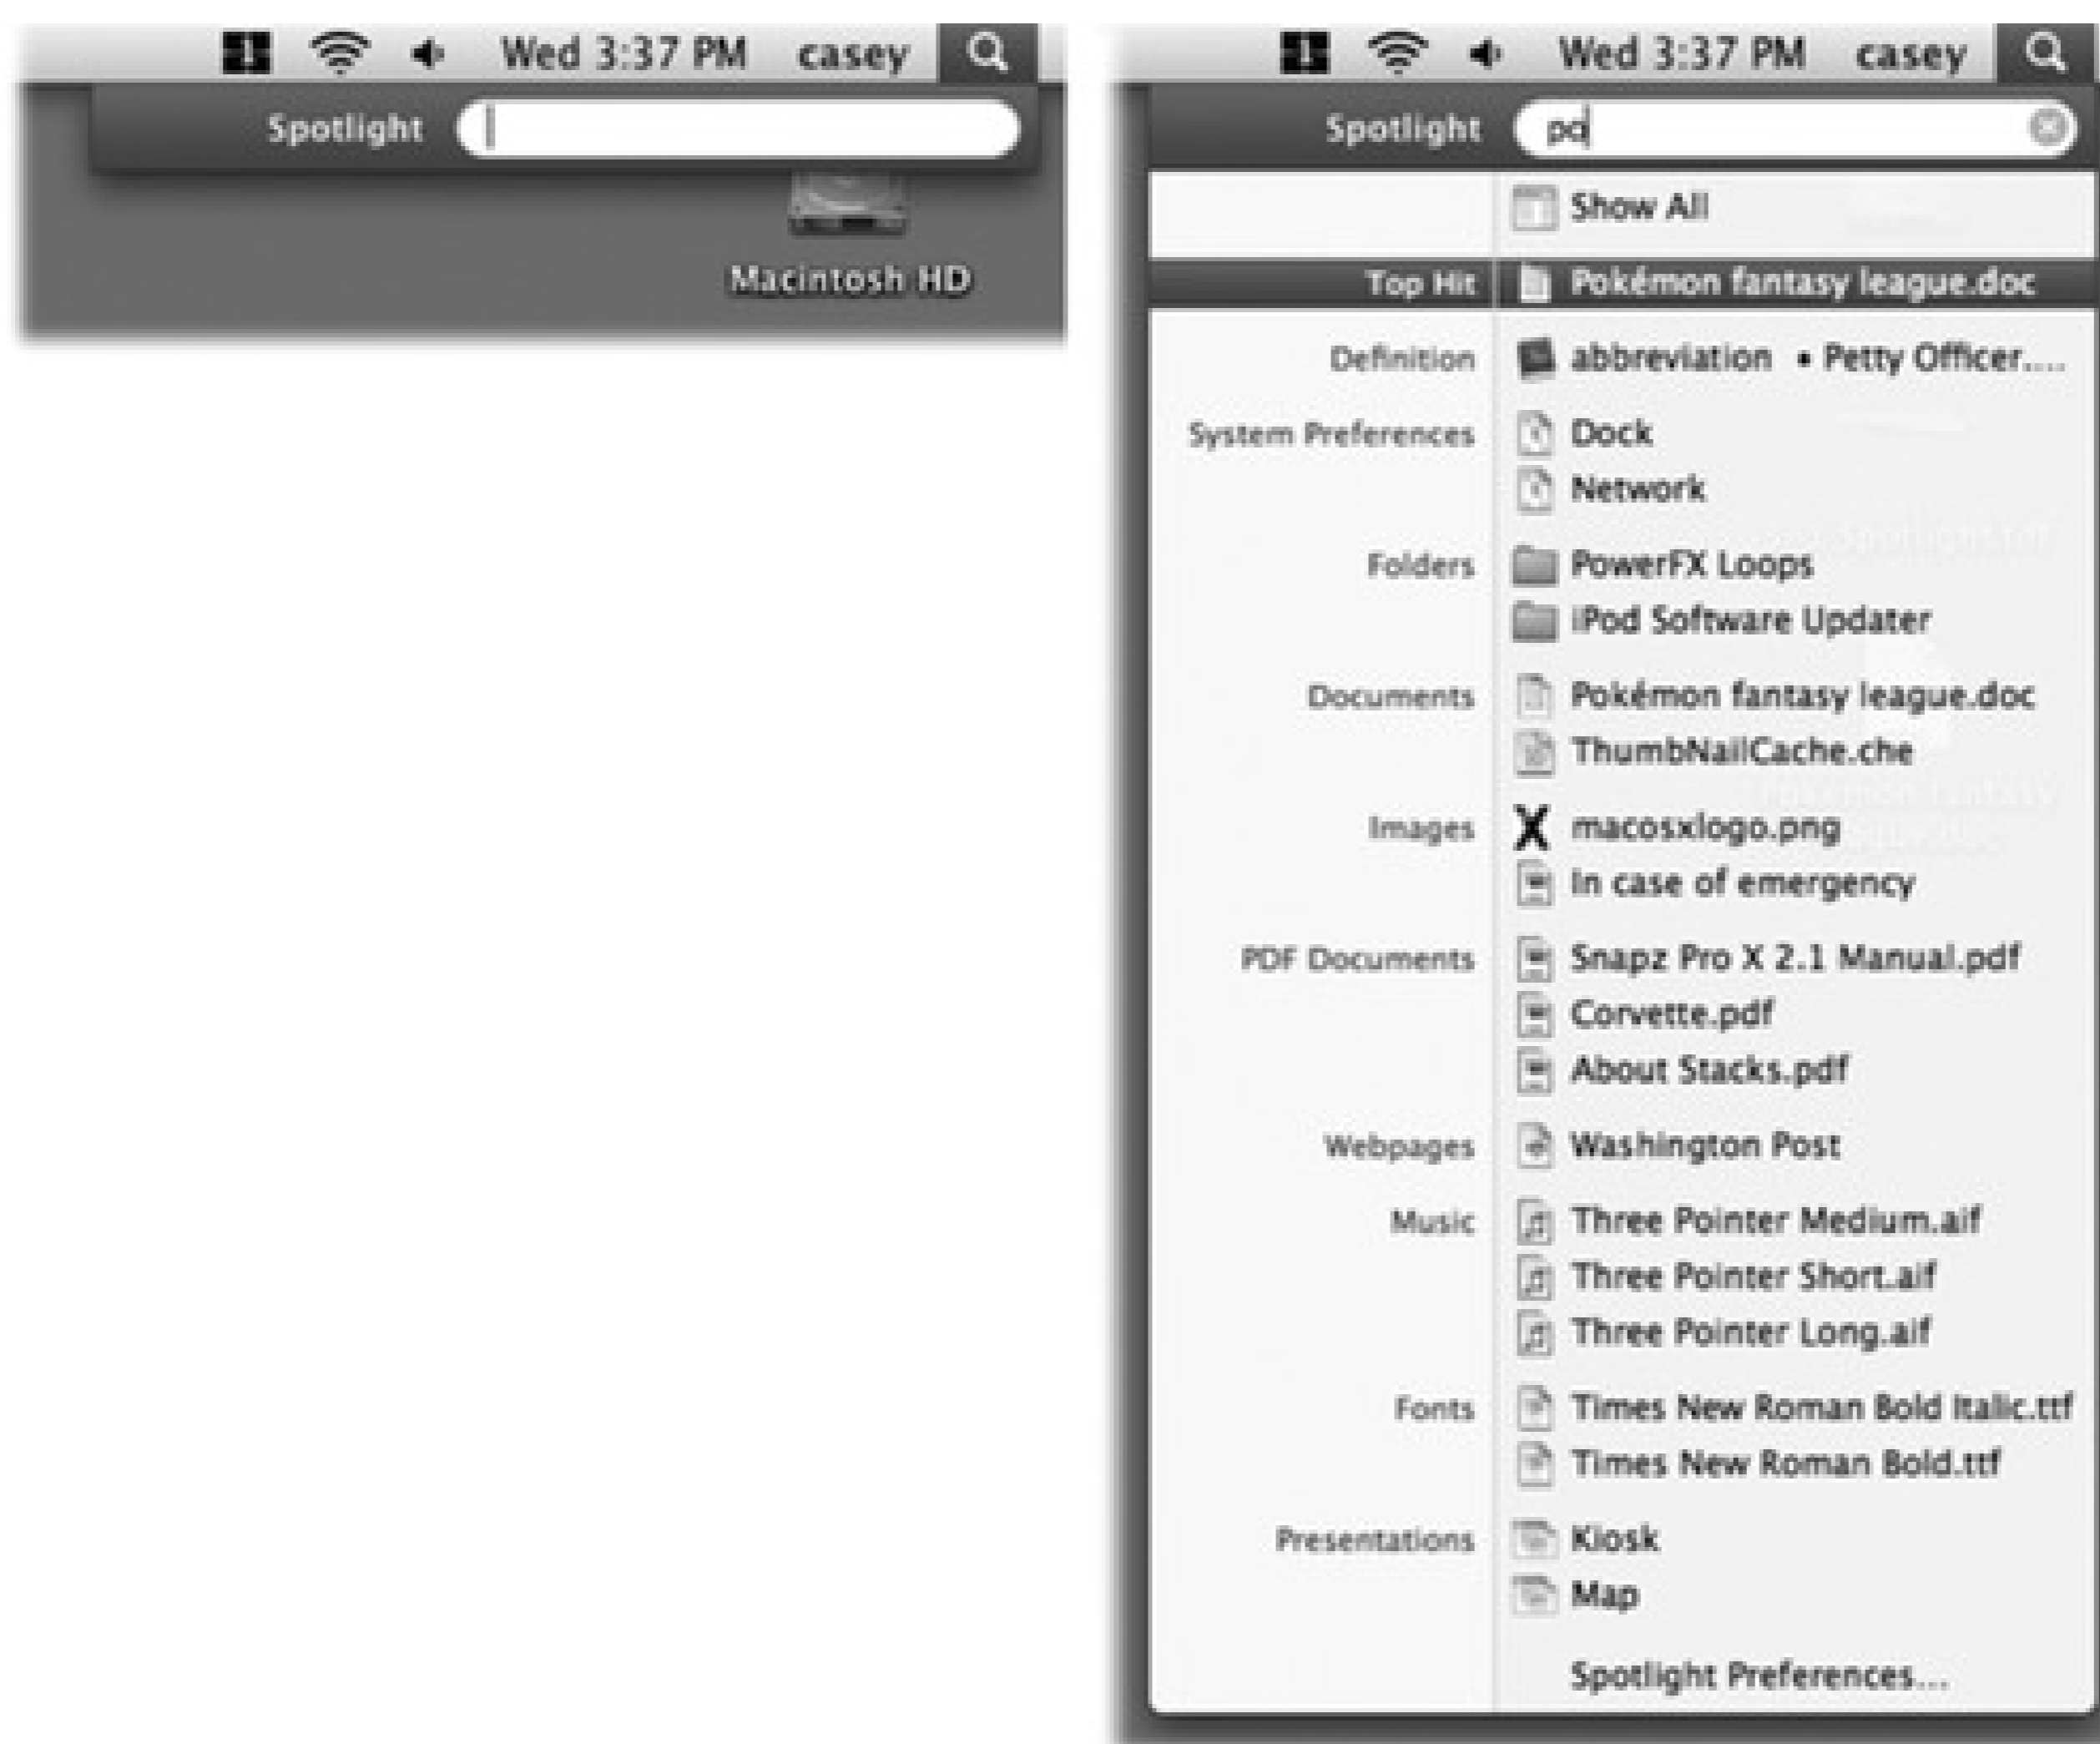 Wed 3:37 PM casey
Spotlight
Macintosh HD
Wed 3:37 PM casey
Spotlight po
Show All
Top Hit Pokémon fantasy league.doc
Definition abbreviation • Petty Officer....
System Preferences Dock
Network
Folders PowerFX Loops
iPod Software Updater
Documents Pokémon fantasy league.doc
ThumbNailCache.che
Images macosxlogo.png
In case of emergency
PDF Documents Snapz Pro X 2.1 Manual.pdf
Corvette.pdf
About Stacks.pdf
Webpages Washington Post
Music Three Pointer Medium.aif
Three Pointer Short.aif
Three Pointer Long.aif
Fonts Times New Roman Bold Italic.ttf
Times New Roman Bold.ttf
Presentations Kiosk
Map
Spotlight Preferences...